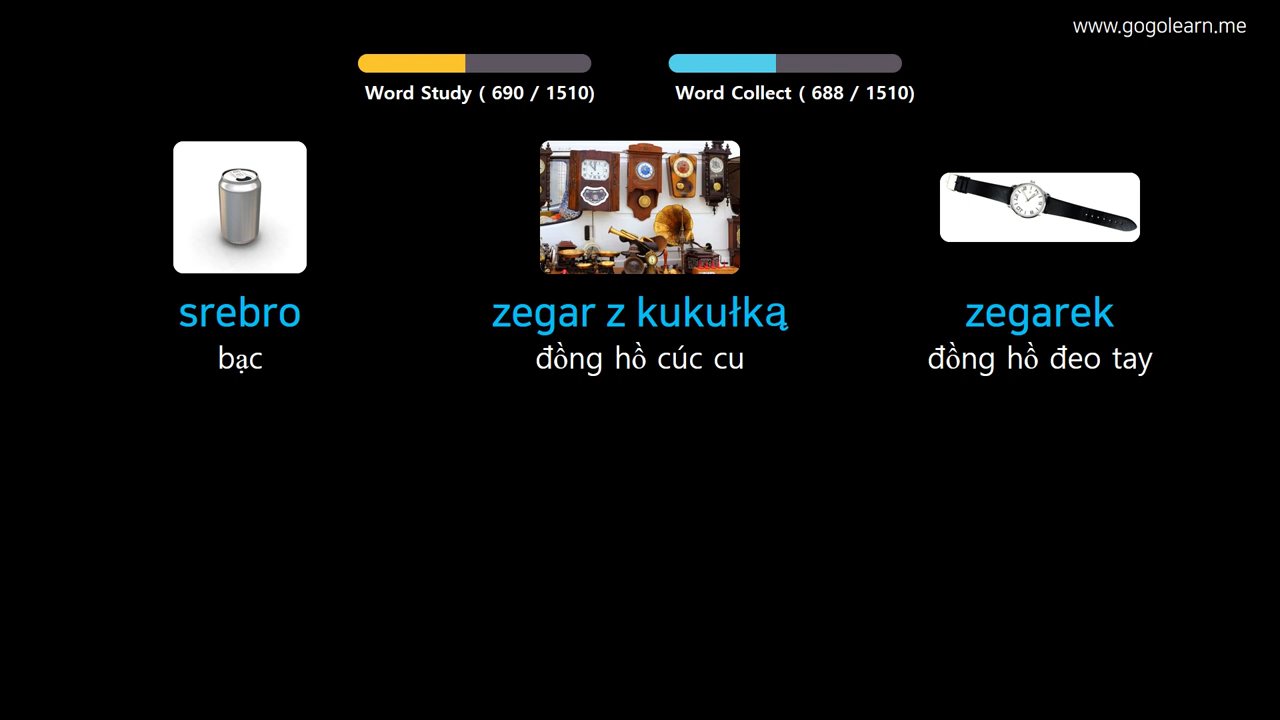 www.gogolearn.me
Word Study ( 690 / 1510)
Word Collect ( 688 / 1510)
srebro
zegar z kukułką
zegarek
bạc
đồng hồ cúc cu
đồng hồ đeo tay